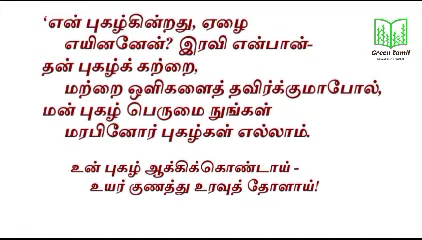 ‘என் புகழ்கின்றது, ஏழை
எயினனேன்? இரவி என்பான்-
தன் புகழ்க் கற்றை,
மற்றை ஒளிகளைத் தவிர்க்குமாபோல்,
மன் புகழ் பெருமை நுங்கள்
மரபினோர் புகழ்கள் எல்லாம்.
உன் புகழ் ஆக்கிக்கொண்டாய் -
உயர் குணத்து உரவுத் தோளாய்!
Green Tamil